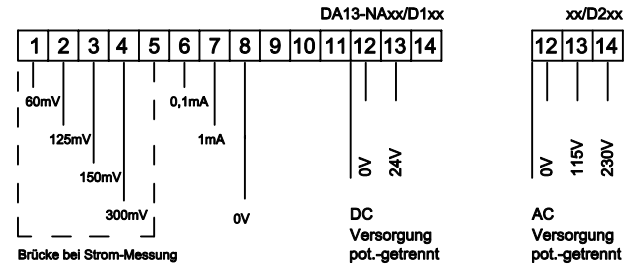 DA13-NAxx/D1xx
xx/D2xx
1 2 3 4 5 6 7 8 9 10 11 12 13 14
12 13 14
60mV
0,1mA
125mV
1mA
150mV
0V
24V
0V
115V
230V
300mV
0V
DC
Versorgung
pot.-getrennt
AC
Versorgung
pot.-getrennt
Brücke bei Strom-Messung